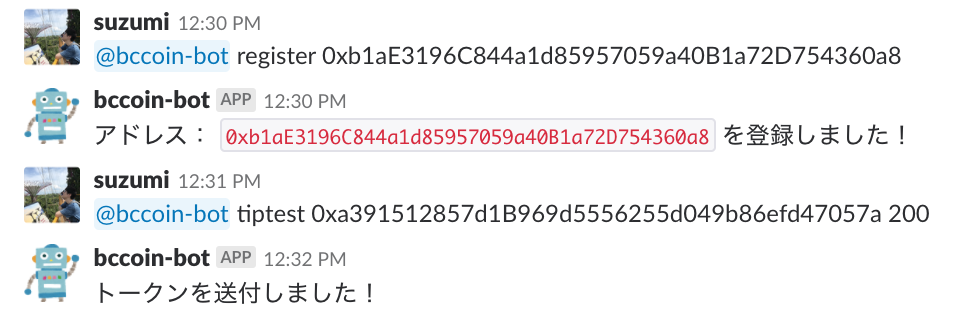 suzumi 12:30 PM
@bccoin-bot register 0xb1aE3196C844a1d85957059a40B1a72D754360a8
bccoin-bot APP 12:30 PM
アドレス： 0xb1aE3196C844a1d85957059a40B1a72D754360a8 を登録しました！
suzumi 12:31 PM
@bccoin-bot tiptest 0xa391512857d1B969d5556255d049b86efd47057a 200
bccoin-bot APP 12:32 PM
トークンを送付しました！